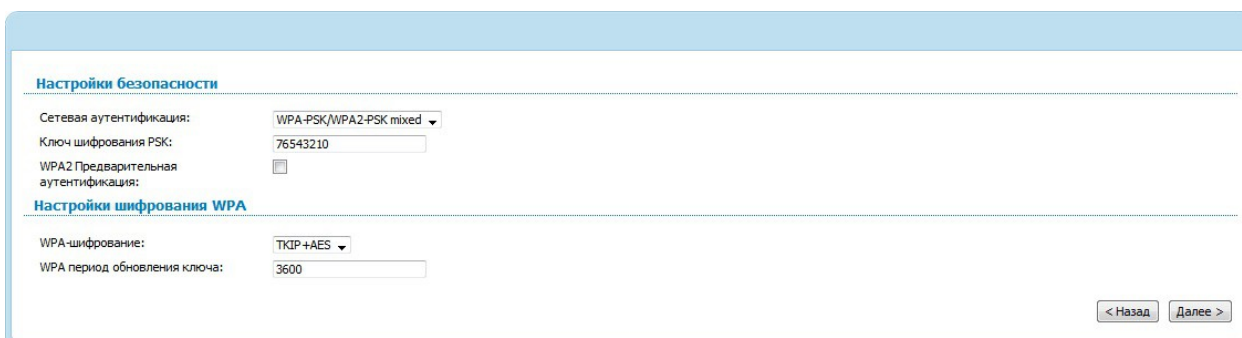 Настройки безопасности
Сетевая аутентификация: WPA-PSK/WPA2-PSK mixed
Ключ шифрования PSK: 76543210
WPA2 Предварительная
аутентификация:
Настройки шифрования WPA
WPA-шифрование: TKIP+AES
WPA период обновления ключа: 3600
< Назад Далее >